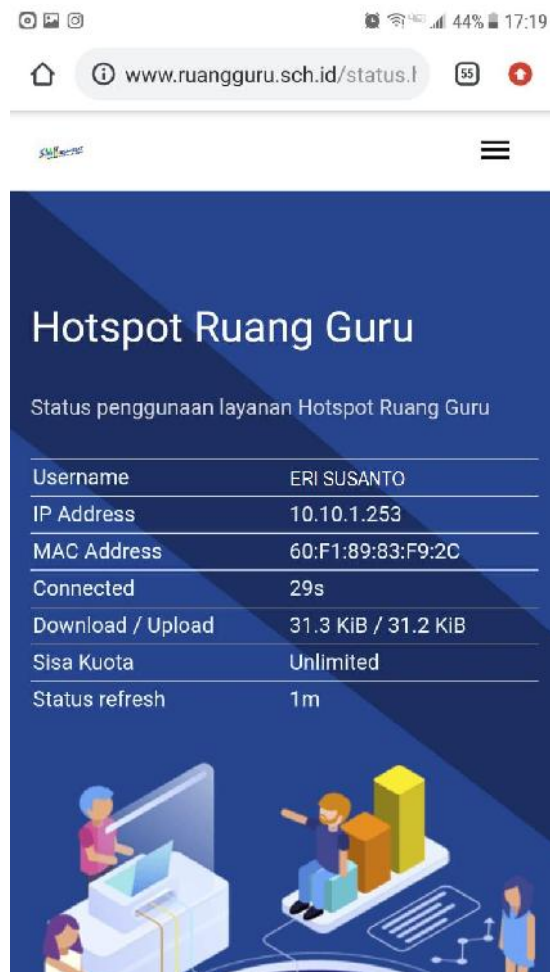 44% 17:19
www.ruangguru.sch.id/status.h 55
Hotspot Ruang Guru
Status penggunaan layanan Hotspot Ruang Guru
Username ERI SUSANTO
IP Address 10.10.1.253
MAC Address 60:F1:89:83:F9:2C
Connected 29s
Download / Upload 31.3 KiB / 31.2 KiB
Sisa Kuota Unlimited
Status refresh 1m